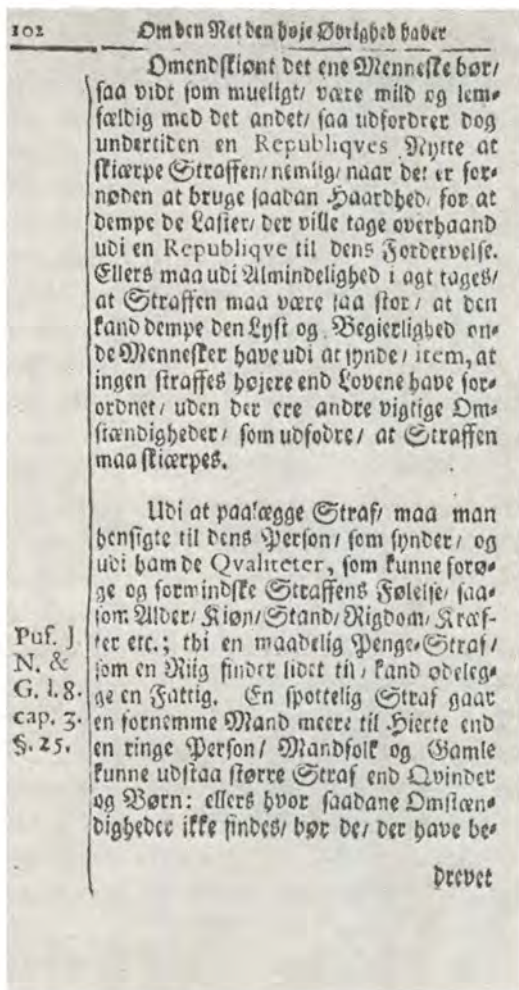 102 Om den Ret den høje Øvrighed haver
Omendskiønt det ene Menneske bør/
saa vidt som mueligt/ være mild og lem-
fældig med det andet/ saa udfordrer dog
undertiden en Republiqves Nytte at
skiærpe Straffen/ nemlig/ naar det er for-
nøden at bruge saadan Haardhed/ for at
dempe de Laster/ der ville tage overhaand
udi en Republiqve til dens Fordervelse.
Ellers maa udi Almindelighed i agt tages/
at Straffen maa være saa stor/ at den
kand dempe den Lyst og Begierlighed on-
de Mennesker have udi at synde/ item, at
ingen straffes højere end Lovene have for-
ordnet/ uden der ere andre vigtige Om-
stændigheder/ som udfodre/ at Straffen
maa skiærpes.
Udi at paalægge Straf/ maa man
hensigte til dens Person/ som synder/ og
udi ham de Qvaliteter, som kunne forø-
ge og formindske Straffens Følelse/ saa-
som Alder/ Kiøn/ Stand/ Rigdom/ Kræf-
ter etc.; thi en maadelig Penge-Straf/
som en Riig finder lidet til/ kand ødeleg-
ge en Fattig. En spottelig Straf gaar
en fornemme Mand meere til Hierte end
en ringe Person/ Mandfolk og Gamle
kunne udstaa større Straf end Qvinder
og Børn: ellers hvor saadane Omstæn-
digheder ikke findes/ bør de/ der have be-
drevet
Puf. J
N. &
G. l. 8.
cap. 3.
§. 25.